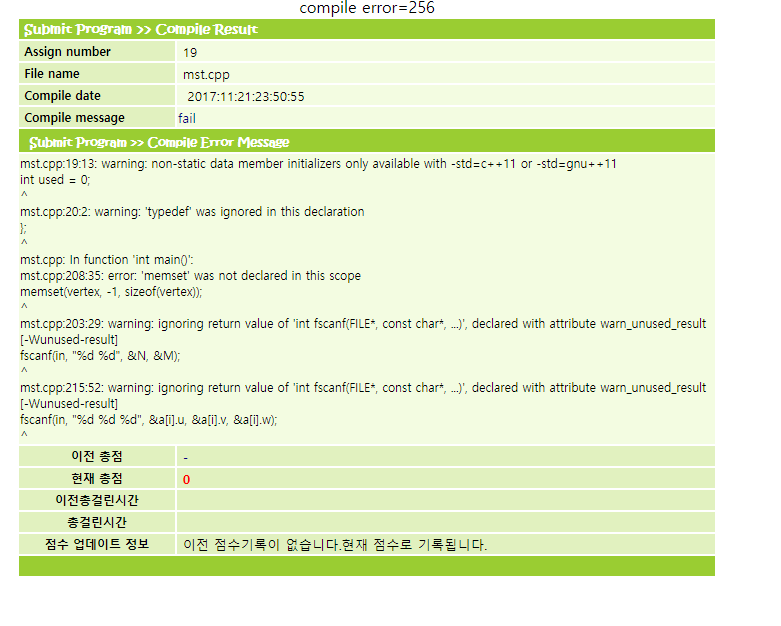 compile error=256
Submit Program >> Compile Result
Assign number 19
File name mst.cpp
Compile date 2017:11:21:23:50:55
Compile message fail
Submit Program >> Compile Error Message
mst.cpp:19:13: warning: non-static data member initializers only available with -std=c++11 or -std=gnu++11
int used = 0;
^
mst.cpp:20:2: warning: 'typedef' was ignored in this declaration
};
^
mst.cpp: In function 'int main()':
mst.cpp:208:35: error: 'memset' was not declared in this scope
memset(vertex, -1, sizeof(vertex));
^
mst.cpp:203:29: warning: ignoring return value of 'int fscanf(FILE*, const char*, ...)', declared with attribute warn_unused_result
[-Wunused-result]
fscanf(in, "%d %d", &N, &M);
^
mst.cpp:215:52: warning: ignoring return value of 'int fscanf(FILE*, const char*, ...)', declared with attribute warn_unused_result
[-Wunused-result]
fscanf(in, "%d %d %d", &a[i].u, &a[i].v, &a[i].w);
^
이전 총점 -
현재 총점 0
이전총걸린시간
총걸린시간
점수 업데이트 정보 이전 점수기록이 없습니다.현재 점수로 기록됩니다.